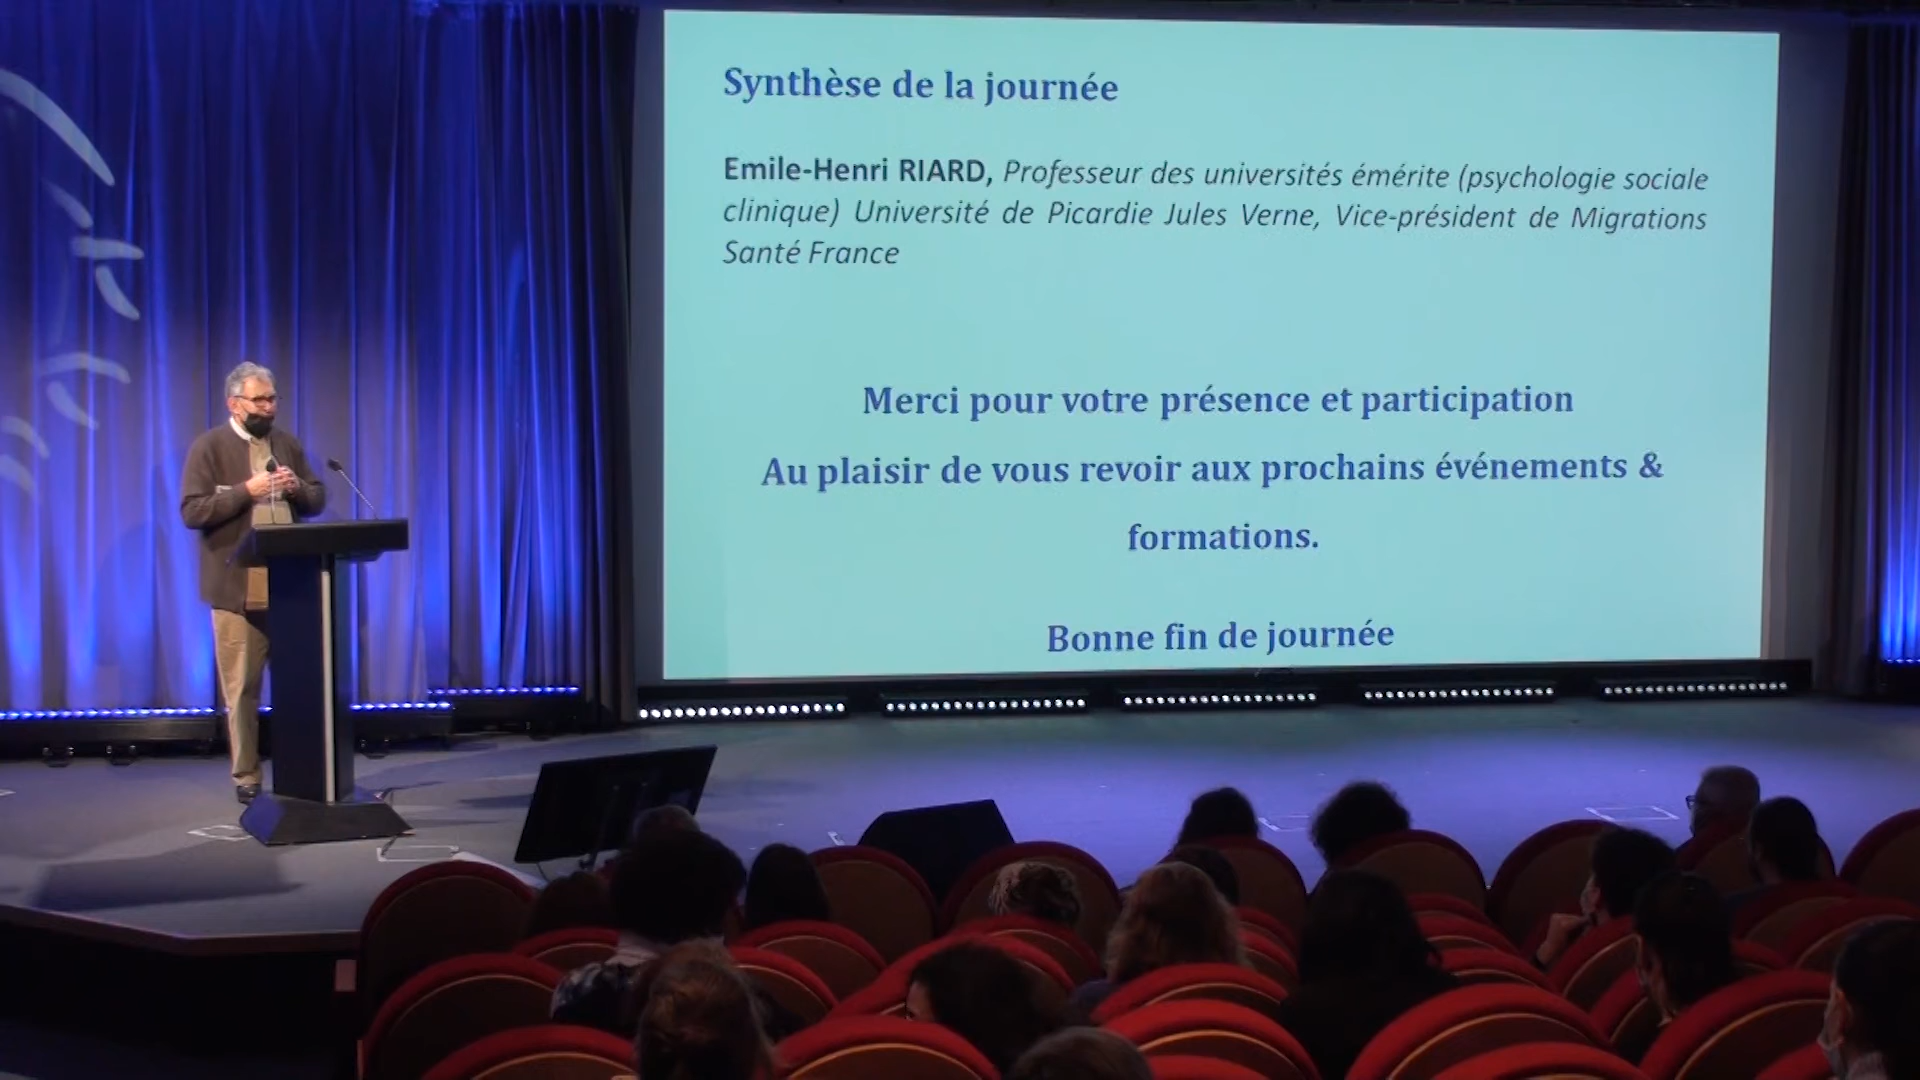 Synthèse de la journée
Emile-Henri RIARD, Professeur des universités émérite (psychologie sociale
clinique) Université de Picardie Jules Verne, Vice-président de Migrations
Santé France
Merci pour votre présence et participation
Au plaisir de vous revoir aux prochains événements &
formations.
Bonne fin de journée